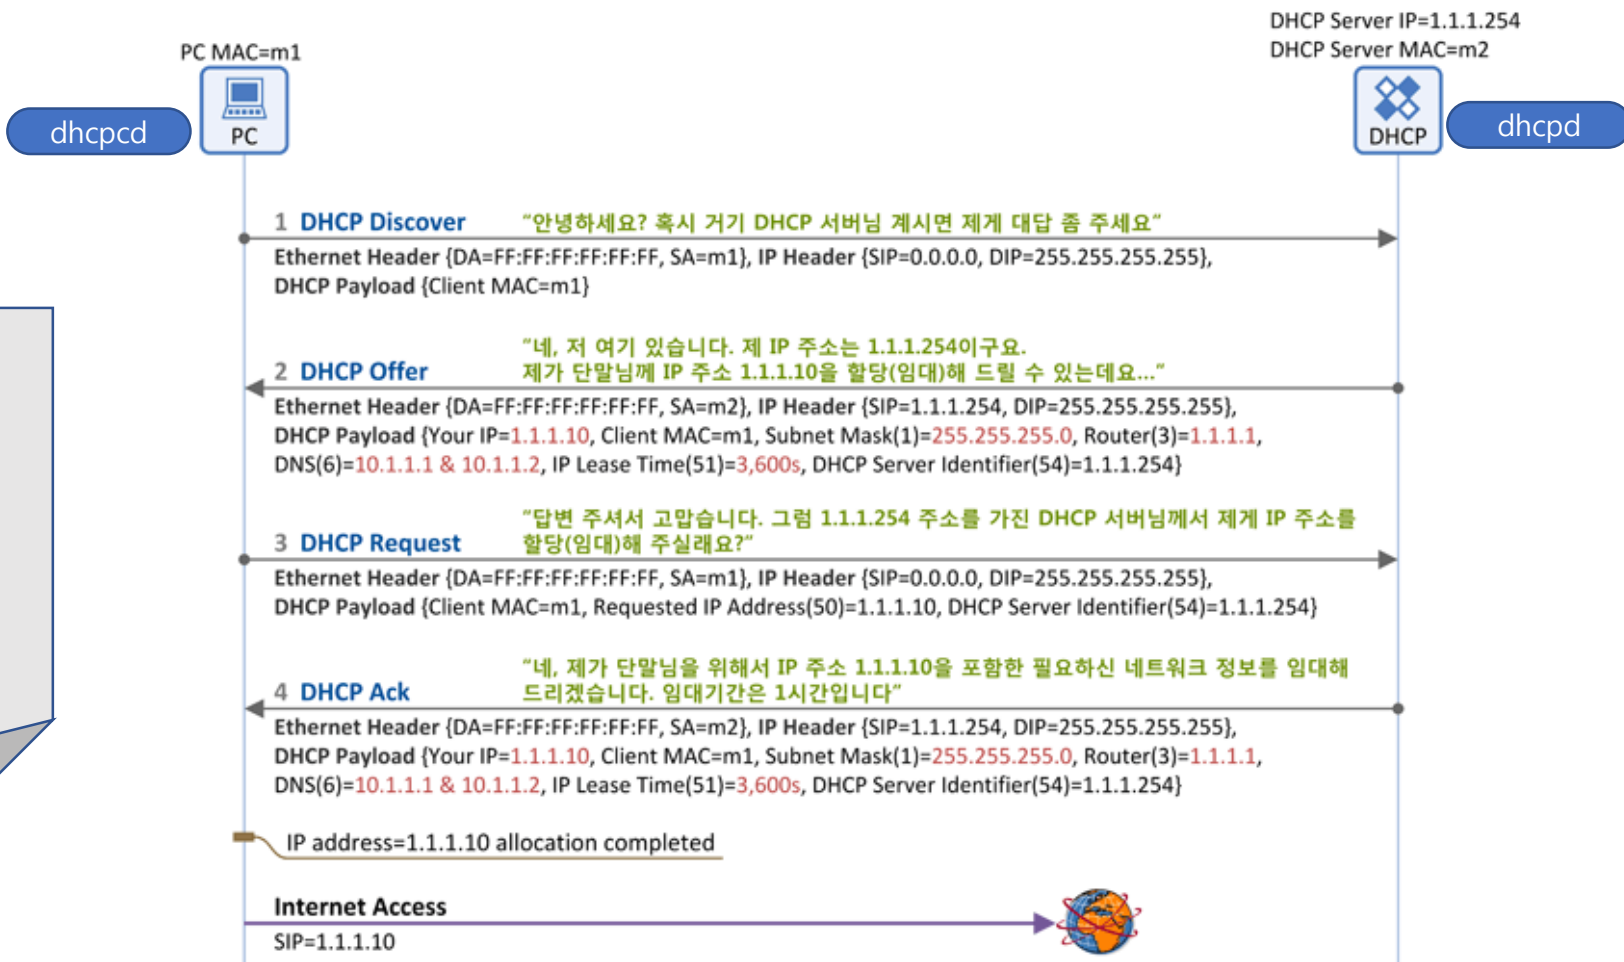 DHCP Server IP=1.1.1.254
DHCP Server MAC=m2
PC MAC=m1
dhcpcd
PC
DHCP
dhcpd
1 DHCP Discover "안녕하세요? 혹시 거기 DHCP 서버님 계시면 제게 대답 좀 주세요"
Ethernet Header {DA=FF:FF:FF:FF:FF:FF, SA=m1}, IP Header {SIP=0.0.0.0, DIP=255.255.255.255},
DHCP Payload {Client MAC=m1}
"네, 저 여기 있습니다. 제 IP 주소는 1.1.1.254이구요.
2 DHCP Offer 제가 단말님께 IP 주소 1.1.1.10을 할당(임대)해 드릴 수 있는데요..."
Ethernet Header {DA=FF:FF:FF:FF:FF:FF, SA=m2}, IP Header {SIP=1.1.1.254, DIP=255.255.255.255},
DHCP Payload {Your IP=1.1.1.10, Client MAC=m1, Subnet Mask(1)=255.255.255.0, Router(3)=1.1.1.1,
DNS(6)=10.1.1.1 & 10.1.1.2, IP Lease Time(51)=3,600s, DHCP Server Identifier(54)=1.1.1.254}
"답변 주셔서 고맙습니다. 그럼 1.1.1.254 주소를 가진 DHCP 서버님께서 제게 IP 주소를
3 DHCP Request 할당(임대)해 주실래요?"
Ethernet Header {DA=FF:FF:FF:FF:FF:FF, SA=m1}, IP Header {SIP=0.0.0.0, DIP=255.255.255.255},
DHCP Payload {Client MAC=m1, Requested IP Address(50)=1.1.1.10, DHCP Server Identifier(54)=1.1.1.254}
"네, 제가 단말님을 위해서 IP 주소 1.1.1.10을 포함한 필요하신 네트워크 정보를 임대해
4 DHCP Ack 드리겠습니다. 임대기간은 1시간입니다"
Ethernet Header {DA=FF:FF:FF:FF:FF:FF, SA=m2}, IP Header {SIP=1.1.1.254, DIP=255.255.255.255},
DHCP Payload {Your IP=1.1.1.10, Client MAC=m1, Subnet Mask(1)=255.255.255.0, Router(3)=1.1.1.1,
DNS(6)=10.1.1.1 & 10.1.1.2, IP Lease Time(51)=3,600s, DHCP Server Identifier(54)=1.1.1.254}
IP address=1.1.1.10 allocation completed
Internet Access
SIP=1.1.1.10